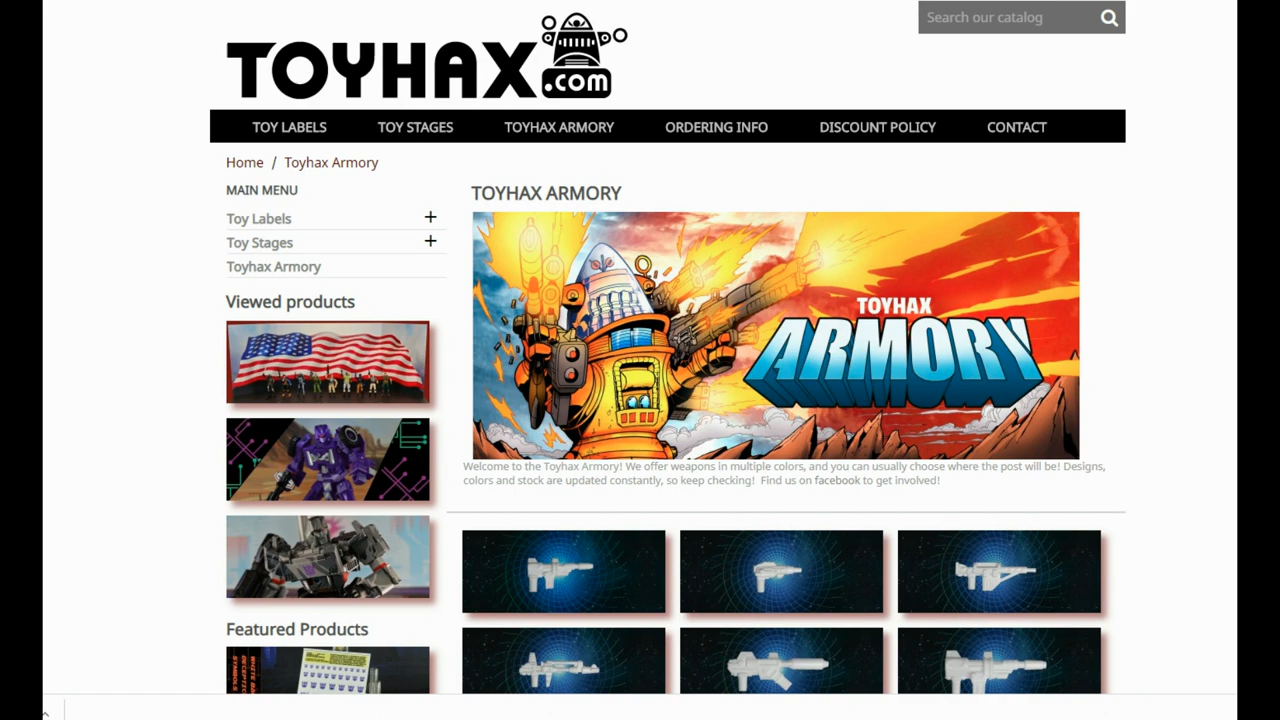 Search our catalog
TOYHAX
.com
TOY LABELS TOY STAGES TOYHAX ARMORY ORDERING INFO DISCOUNT POLICY CONTACT
Home / Toyhax Armory
MAIN MENU
Toy Labels +
Toy Stages +
Toyhax Armory
Viewed products
Featured Products
TOYHAX ARMORY
TOYHAX
ARMORY
Welcome to the Toyhax Armory! We offer weapons in multiple colors, and you can usually choose where the post will be! Designs,
colors and stock are updated constantly, so keep checking! Find us on facebook to get involved!